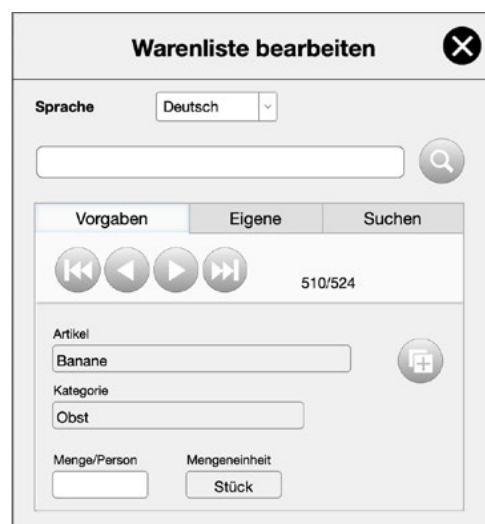 Warenliste bearbeiten
Sprache Deutsch
Vorgaben Eigene Suchen
510/524
Artikel
Banane
Kategorie
Obst
Menge/Person Mengeneinheit
Stück